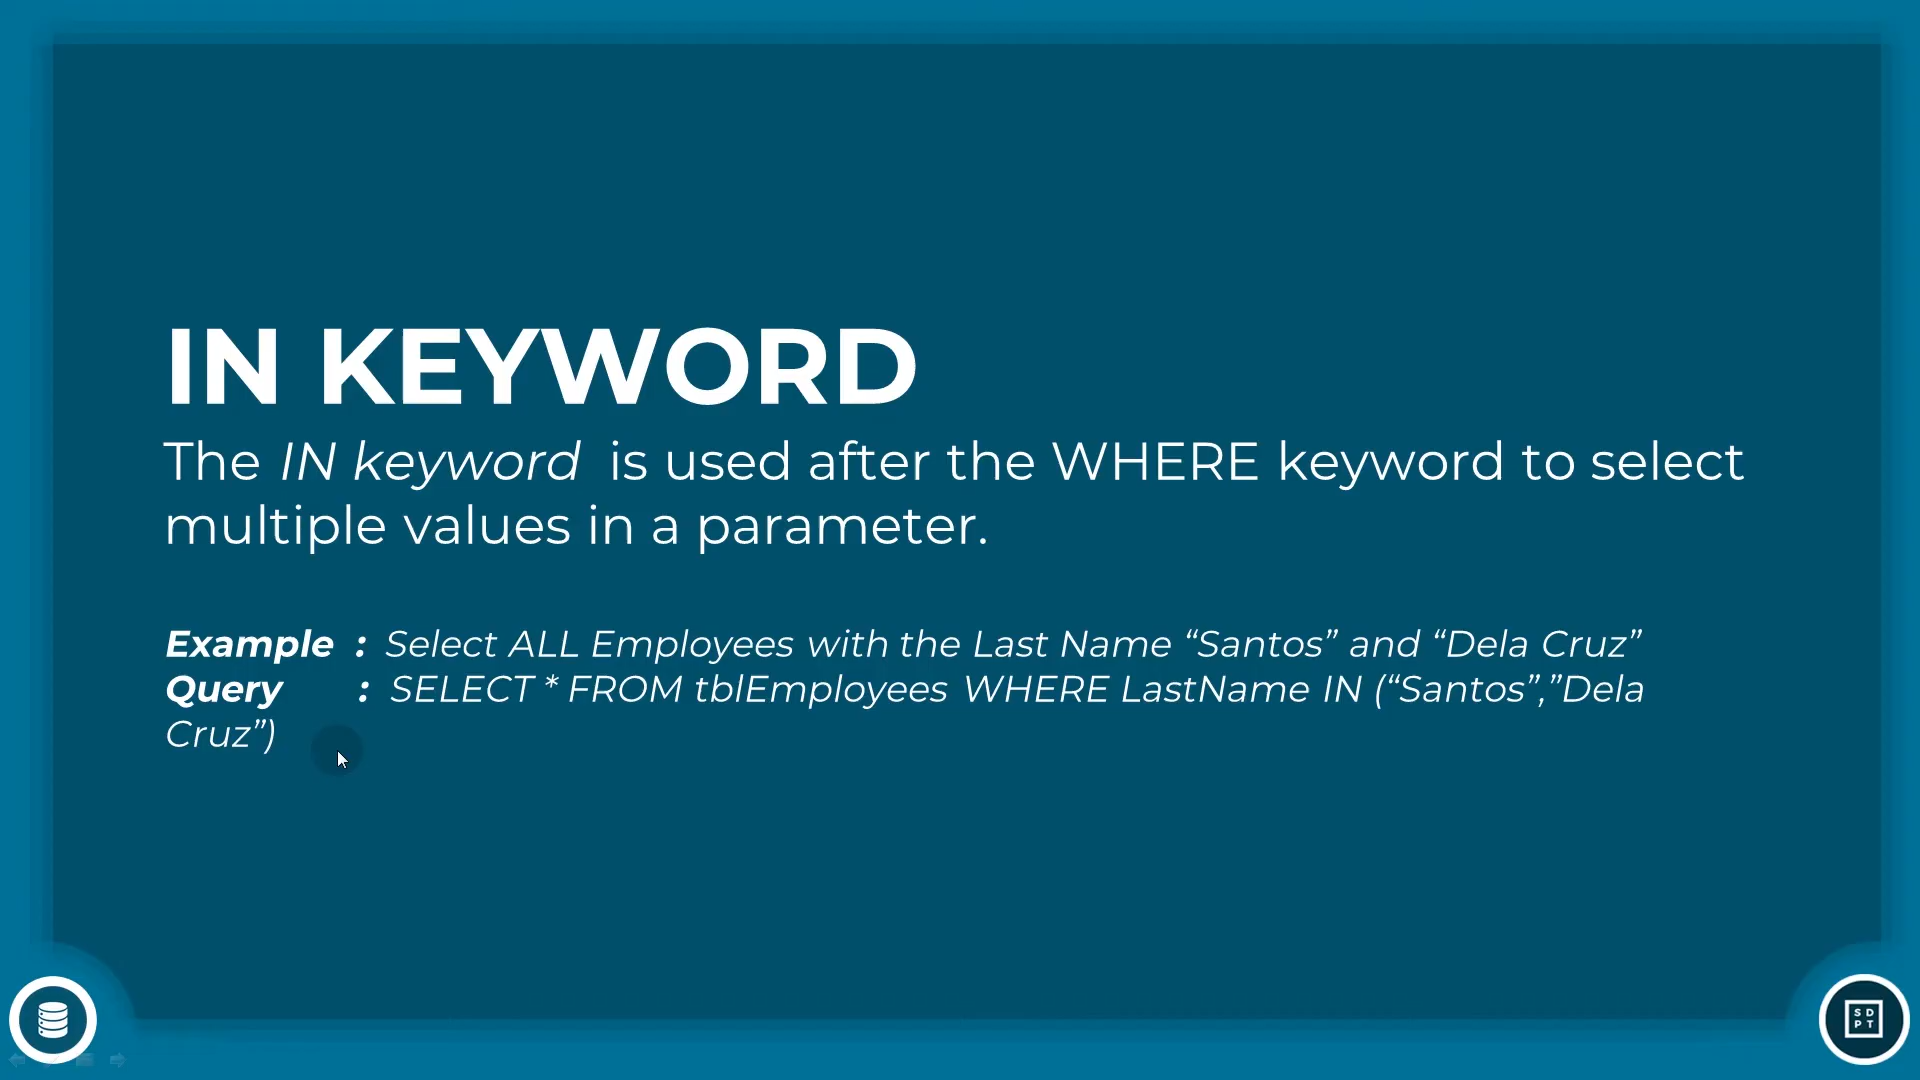 IN KEYWORD
The IN keyword is used after the WHERE keyword to select
multiple values in a parameter.
Example : Select ALL Employees with the Last Name “Santos” and “Dela Cruz”
Query : SELECT * FROM tblEmployees WHERE LastName IN (“Santos”,”Dela
Cruz”)
SD
PT